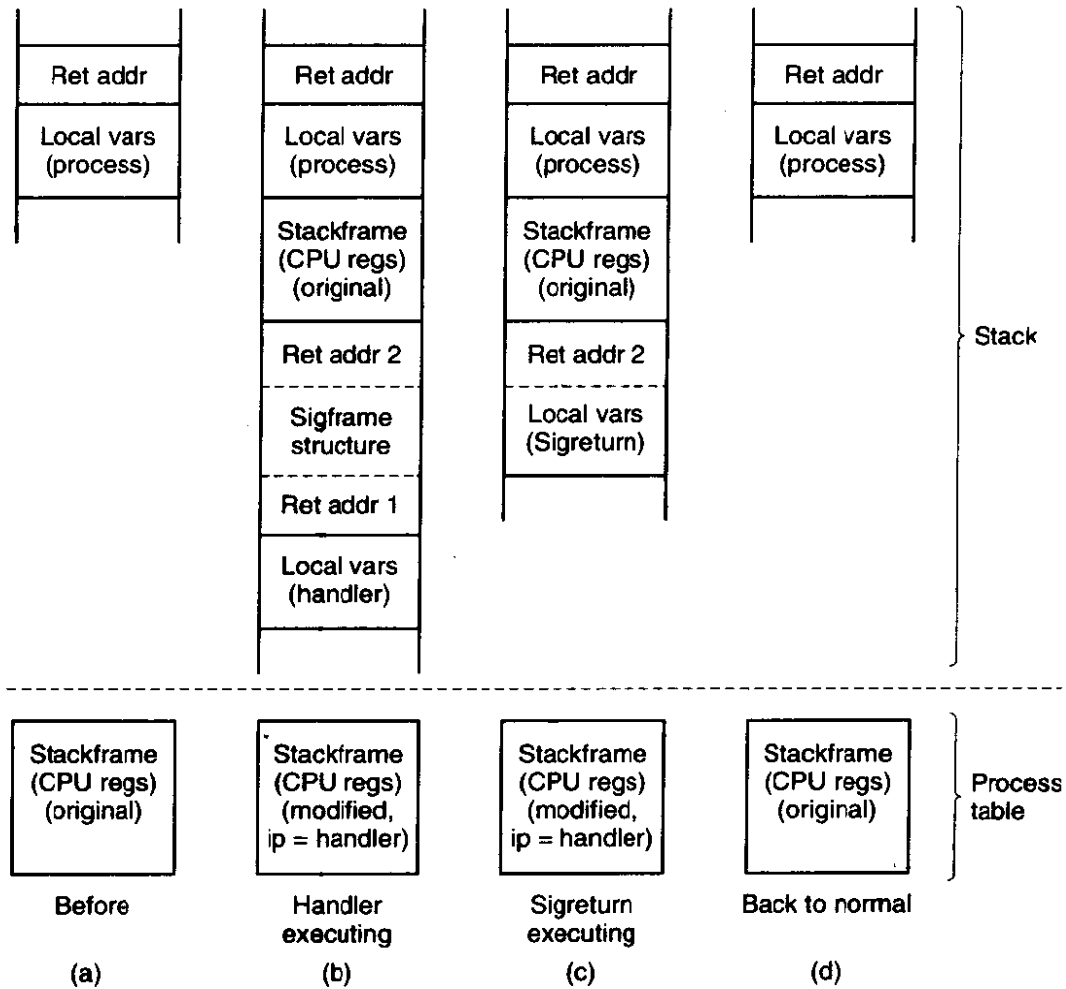 Ret addr
Local vars
(process)
Ret addr
Local vars
(process)
Stackframe
(CPU regs)
(original)
Ret addr 2
Sigframe
structure
Ret addr 1
Local vars
(handler)
Ret addr
Local vars
(process)
Stackframe
(CPU regs)
(original)
Ret addr 2
Local vars
(Sigreturn)
Ret addr
Local vars
(process)
Stack
Stackframe
(CPU regs)
(original)
Before
(a)
Stackframe
(CPU regs)
(modified,
ip = handler)
Handler
executing
(b)
Stackframe
(CPU regs)
(modified,
ip = handler)
Sigreturn
executing
(c)
Stackframe
(CPU regs)
(original)
Back to normal
(d)
Process
table